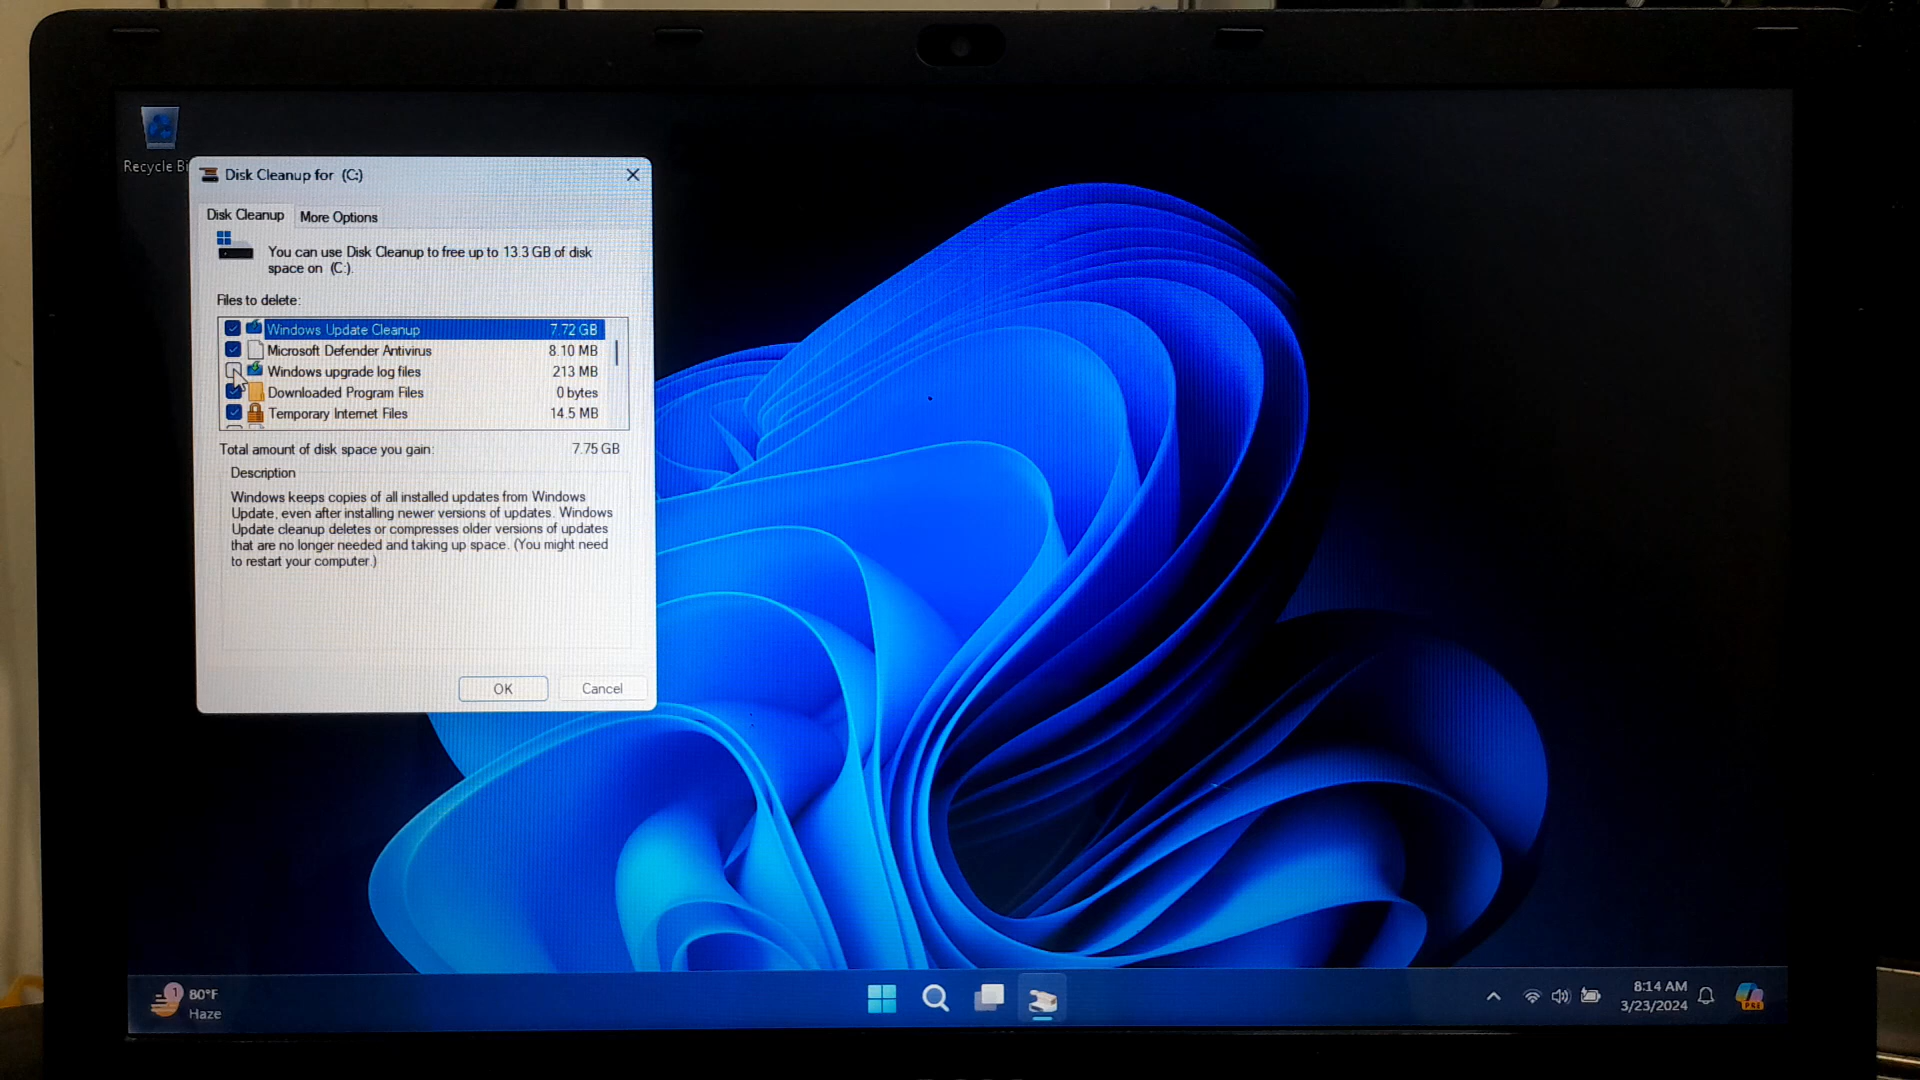 Recycle Bi
Disk Cleanup for (C:)
Disk Cleanup
More Options
You can use Disk Cleanup to free up to 13.3 GB of disk
space on (C:).
Files to delete:
Windows Update Cleanup 7.72 GB
Microsoft Defender Antivirus 8.10 MB
Windows upgrade log files 213 MB
Downloaded Program Files 0 bytes
Temporary Internet Files 14.5 MB
Total amount of disk space you gain: 7.75 GB
Description
Windows keeps copies of all installed updates from Windows
Update, even after installing newer versions of updates. Windows
Update cleanup deletes or compresses older versions of updates
that are no longer needed and taking up space. (You might need
to restart your computer.)
OK
Cancel
1
80°F
Haze
8:14 AM
3/23/2024
PRE